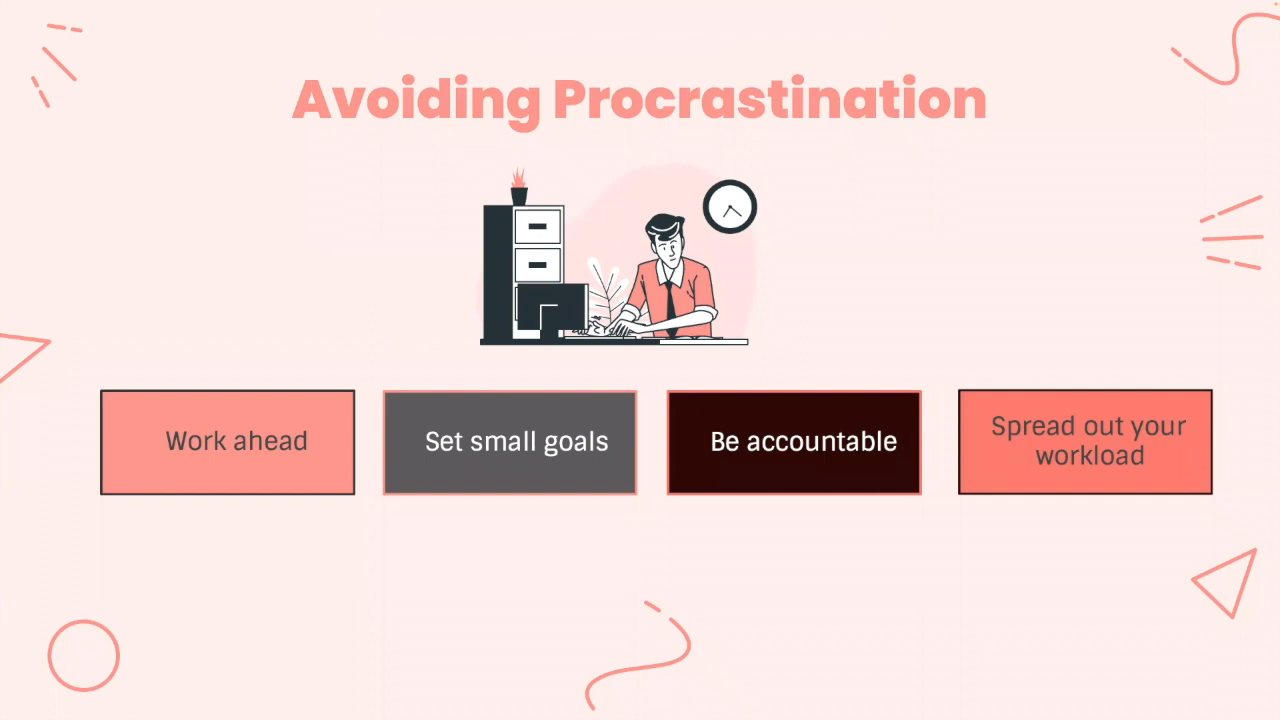 Avoiding Procrastination
Work ahead
Set small goals
Be accountable
Spread out your
workload